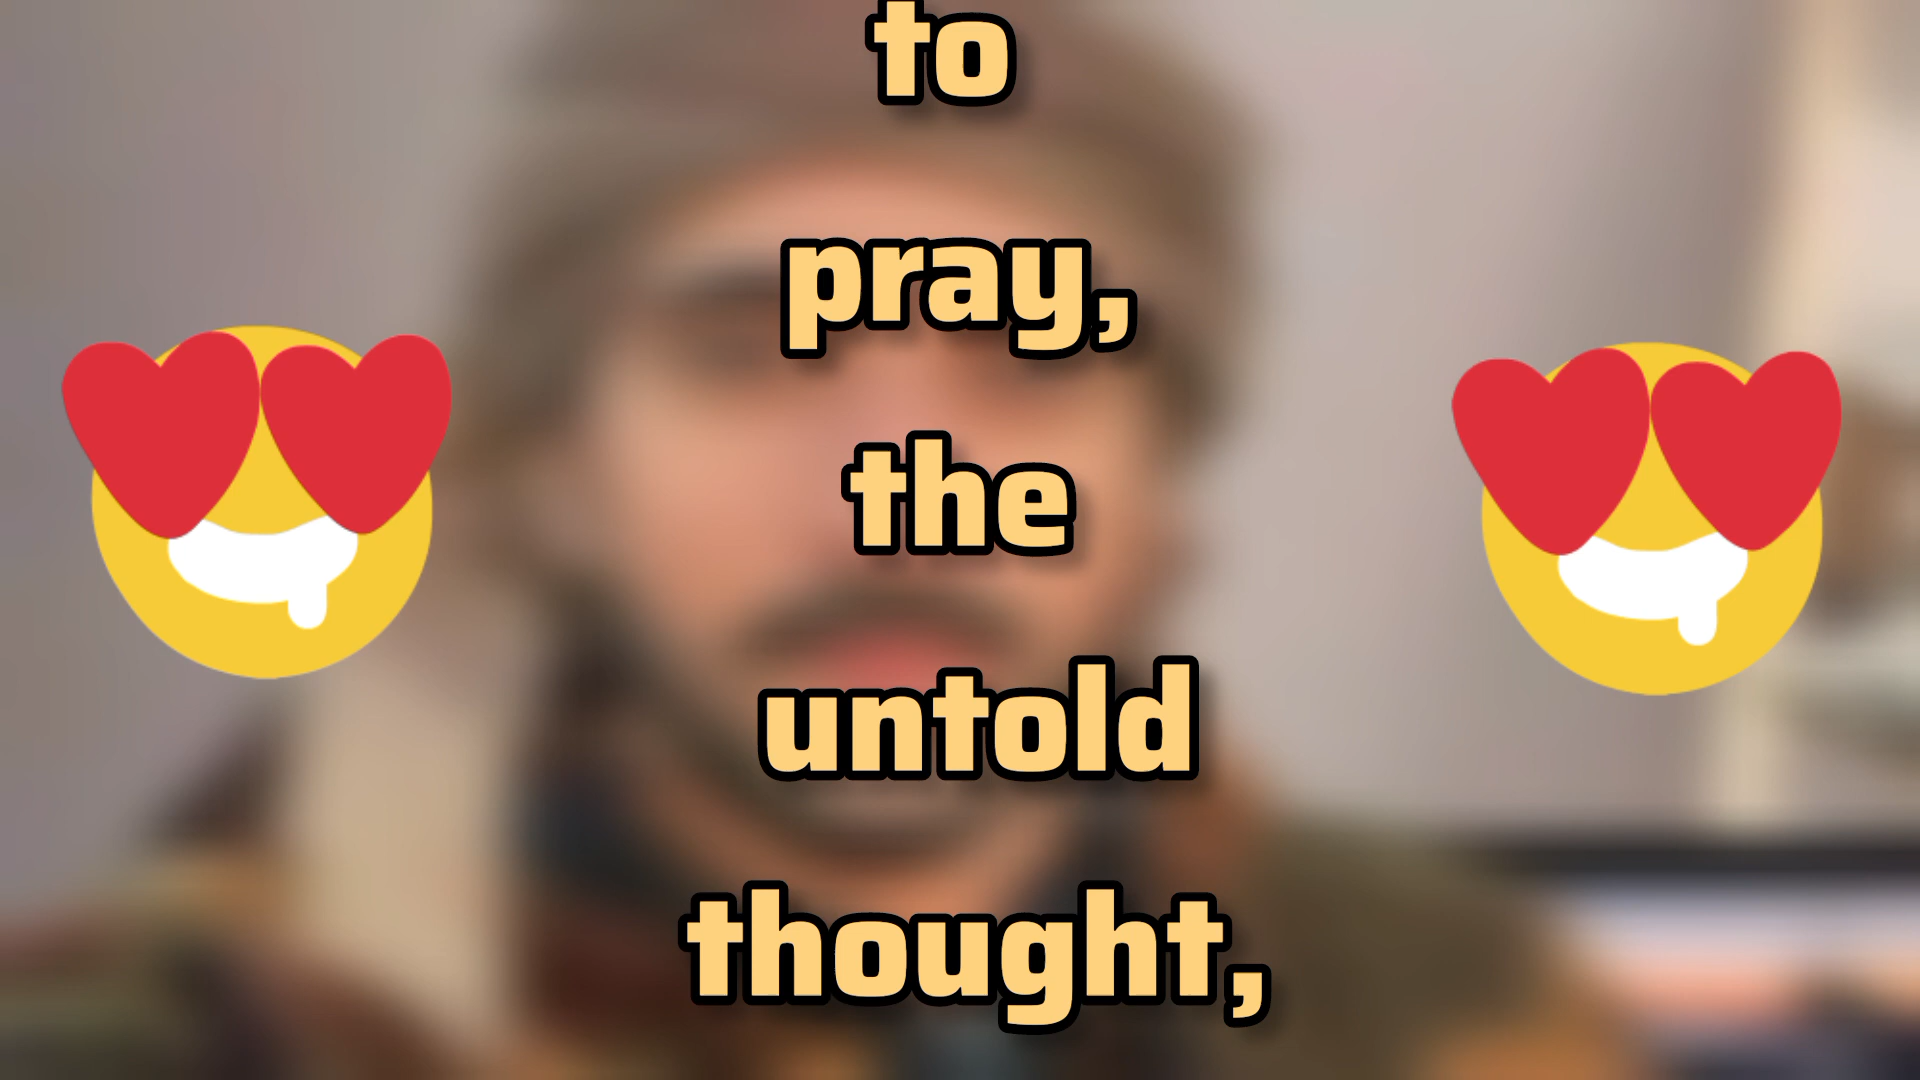 to
pray,
the
untold
thought,